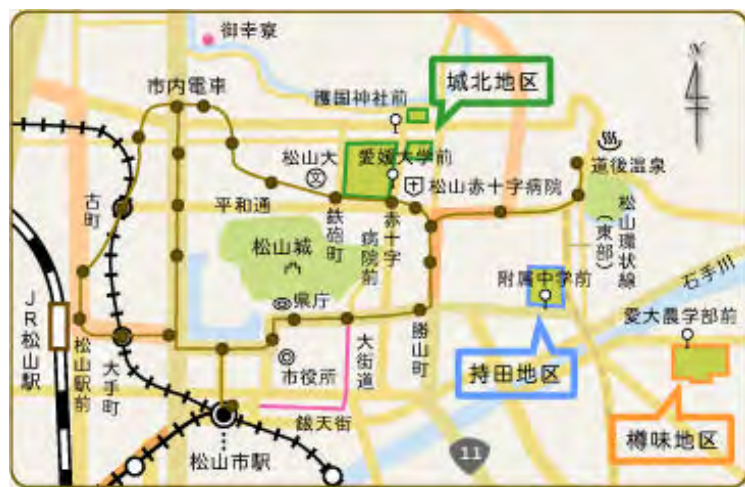 御幸寮
市内電車
護国神社前
城北地区
N
松山大
文
愛媛大学前
松山赤十字病院
道後温泉
古町
平和通
鉄砲町
赤十字
病院前
松山環状線
(東部)
松山城
石手川
県庁
附属中学前
愛大農学部前
JR松山駅
松山駅前
大手町
市役所
大街道
勝山町
持田地区
樽味地区
銀天街
松山市駅
11